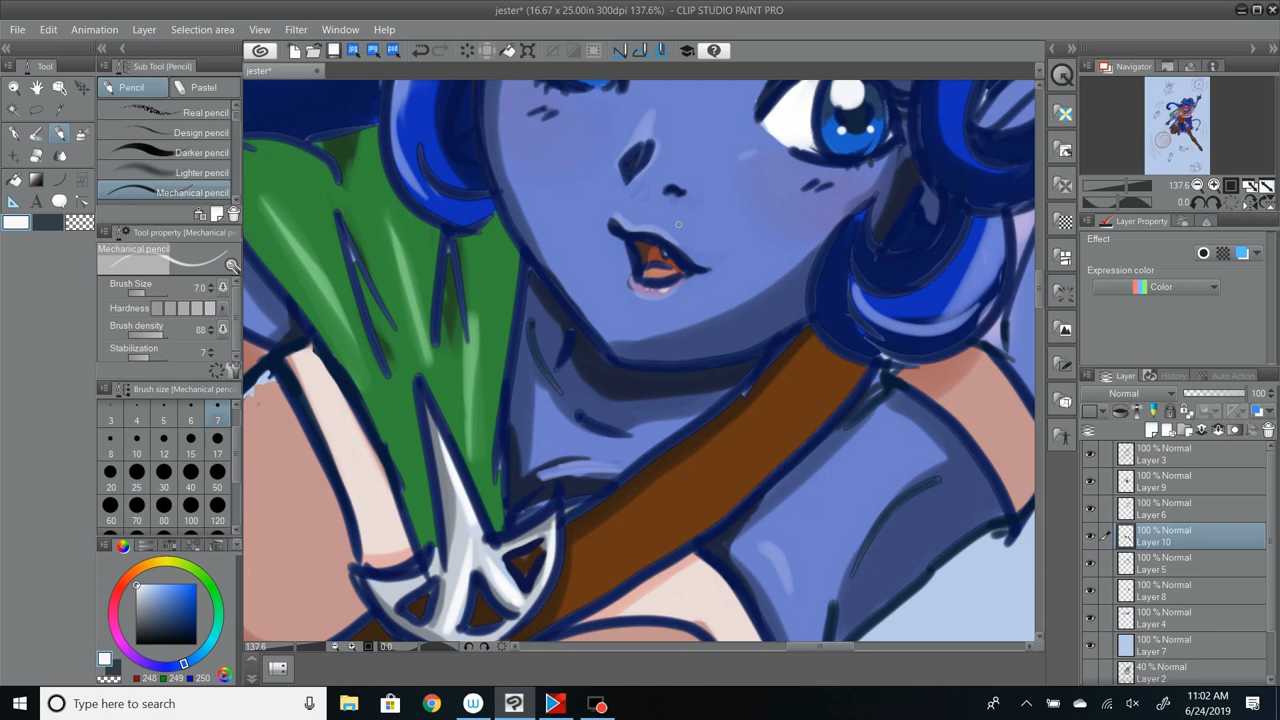 jester* (16.67 x 25.00in 300dpi 137.6%) - CLIP STUDIO PAINT PRO
File Edit Animation Layer Selection area View Filter Window Help
Tool
Sub Tool [Pencil]
jester*
Pencil Pastel
Real pencil
Design pencil
Darker pencil
Lighter pencil
Mechanical pencil
Tool property [Mechanical pe
Mechanical pencil
Brush Size 7.0
Hardness
Brush density 88
Stabilization 7
Brush size [Mechanical pencil
3 4 5 6 7
8 10 12 15 17
20 25 30 40 50
60 70 80 100 120
248 249 250
137.6 0.0
Navigator
137.6
0.0
Layer Property
Effect
Expression color
Color
Layer History Auto Action
Normal 100
100 % Normal
Layer 3
100 % Normal
Layer 9
100 % Normal
Layer 6
100 % Normal
Layer 10
100 % Normal
Layer 5
100 % Normal
Layer 8
100 % Normal
Layer 4
100 % Normal
Layer 7
40 % Normal
Layer 2
Type here to search
11:02 AM
6/24/2019